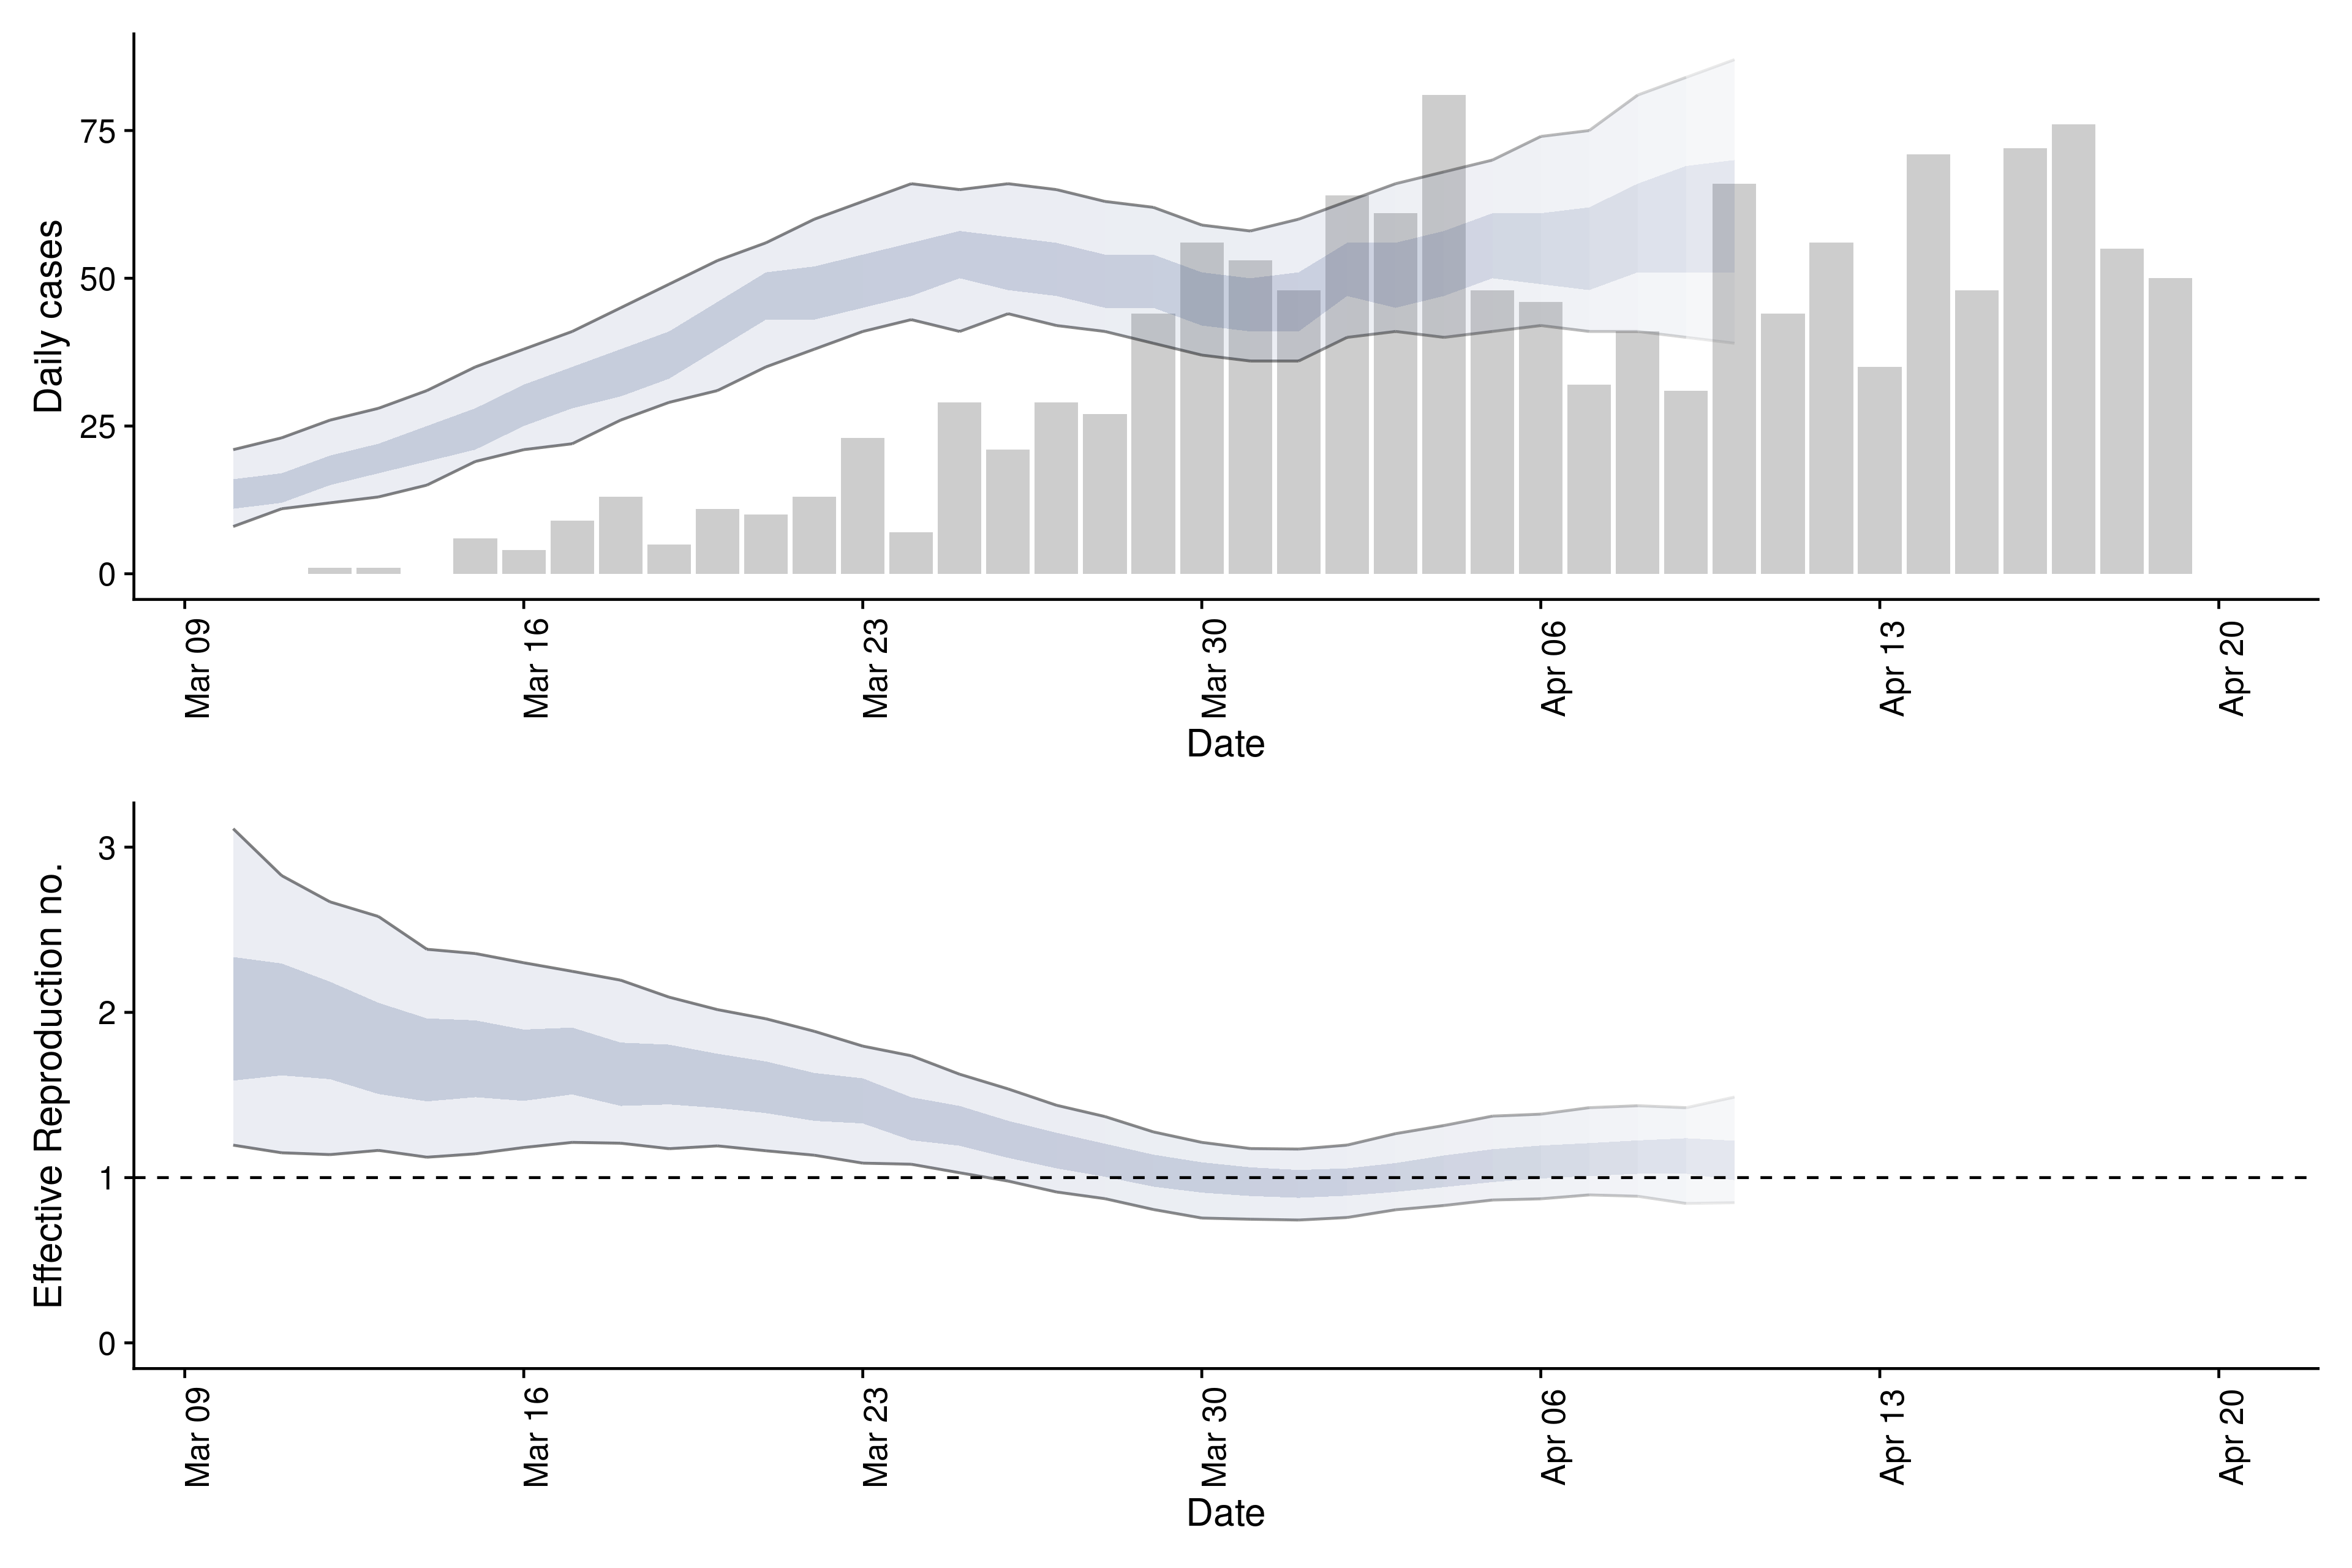 Daily cases
75
50
25
0
Mar 09
Mar 16
Mar 23
Mar 30
Apr 06
Apr 13
Apr 20
Date
Effective Reproduction no.
3
2
1
0
Mar 09
Mar 16
Mar 23
Mar 30
Apr 06
Apr 13
Apr 20
Date